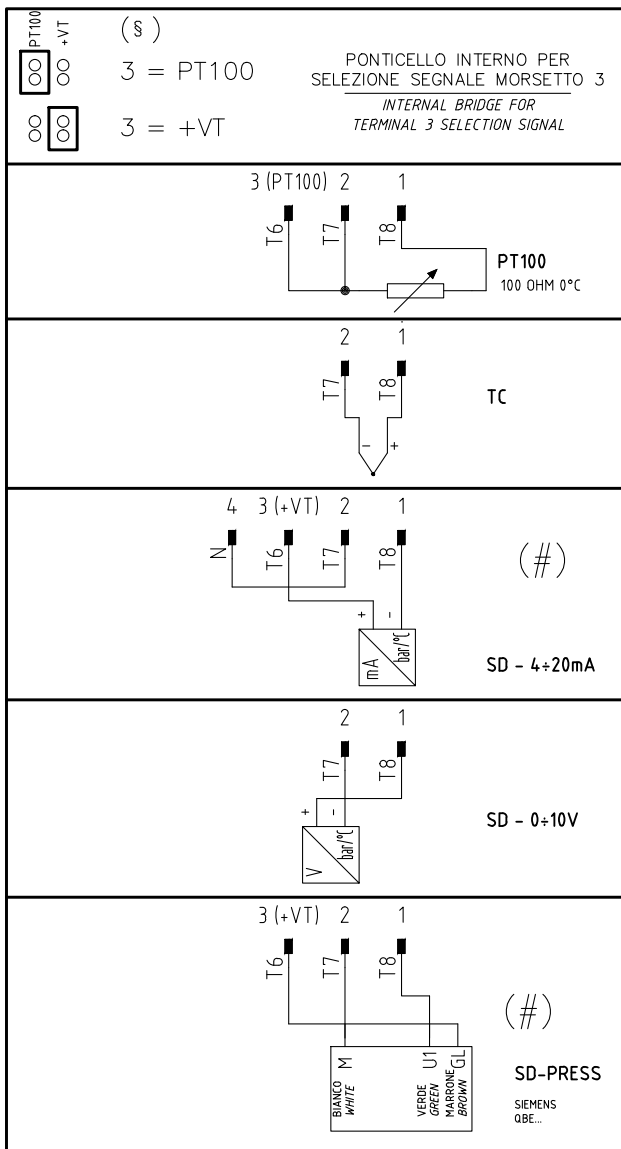 PT100
+VT
(§)
3 = PT100
3 = +VT
PONTICELLO INTERNO PER
SELEZIONE SEGNALE MORSETTO 3
INTERNAL BRIDGE FOR
TERMINAL 3 SELECTION SIGNAL
3 (PT100) 2 1
T6 T7 T8
PT100
100 OHM 0°C
2 1
T7 T8
TC
- +
4 3 (+VT) 2 1
N T6 T7 T8
(#)
+ -
mA bar/°C
SD - 4÷20mA
2 1
T7 T8
+ -
V bar/°C
SD - 0÷10V
3 (+VT) 2 1
T6 T7 T8
(#)
M U1 GL
BIANCO
WHITE
VERDE
GREEN
MARRONE
BROWN
SD-PRESS
SIEMENS
QBE...